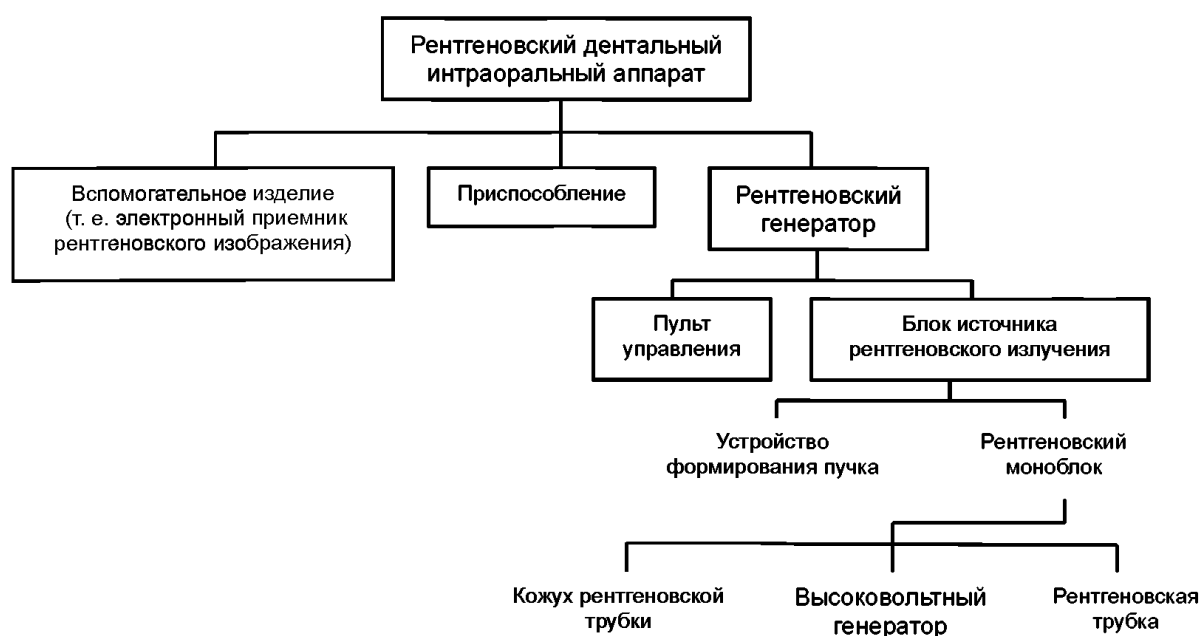 Рентгеновский дентальный
интраоральный аппарат
Вспомогательное изделие
(т. е. электронный приемник
рентгеновского изображения)
Приспособление
Рентгеновский
генератор
Пульт
управления
Блок источника
рентгеновского излучения
Устройство
формирования пучка
Рентгеновский
моноблок
Кожух рентгеновской
трубки
Высоковольтный
генератор
Рентгеновская
трубка